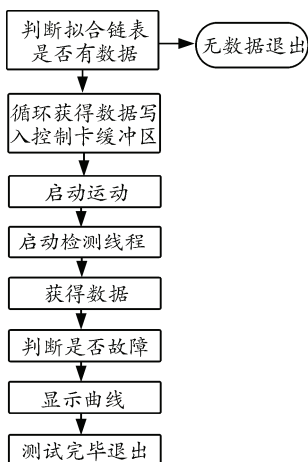 判断拟合链表
是否有数据
无数据退出
循环获得数据写
入控制卡缓冲区
启动运动
启动检测线程
获得数据
判断是否故障
显示曲线
测试完毕退出